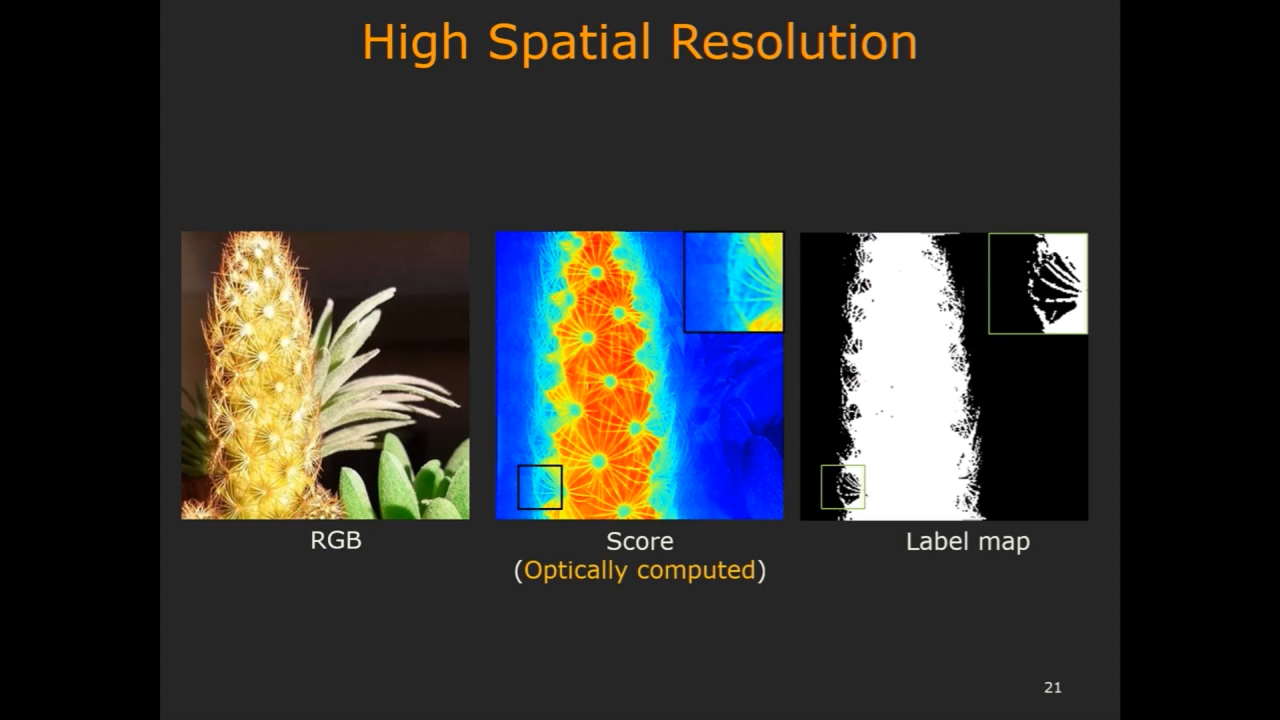 High Spatial Resolution
RGB
Score
(Optically computed)
Label map
21